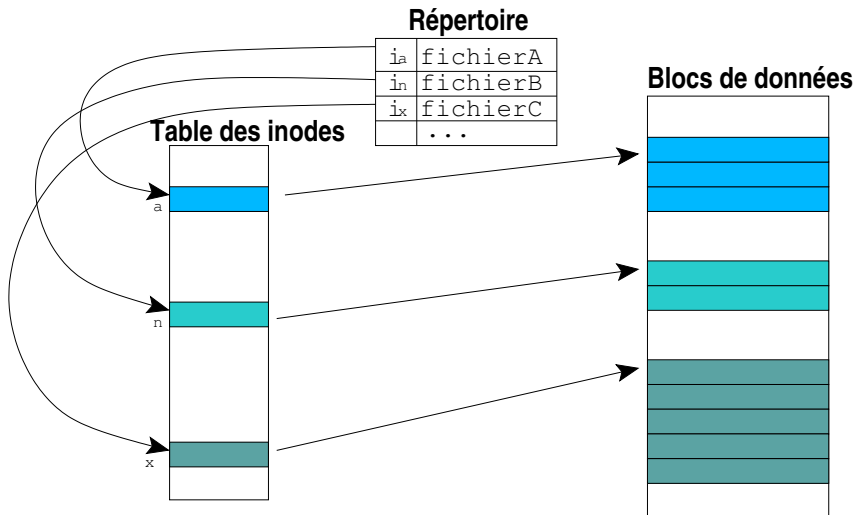 Répertoire
ia fichierA
in fichierB
ix fichierC
...
Blocs de données
Table des inodes
a
n
x